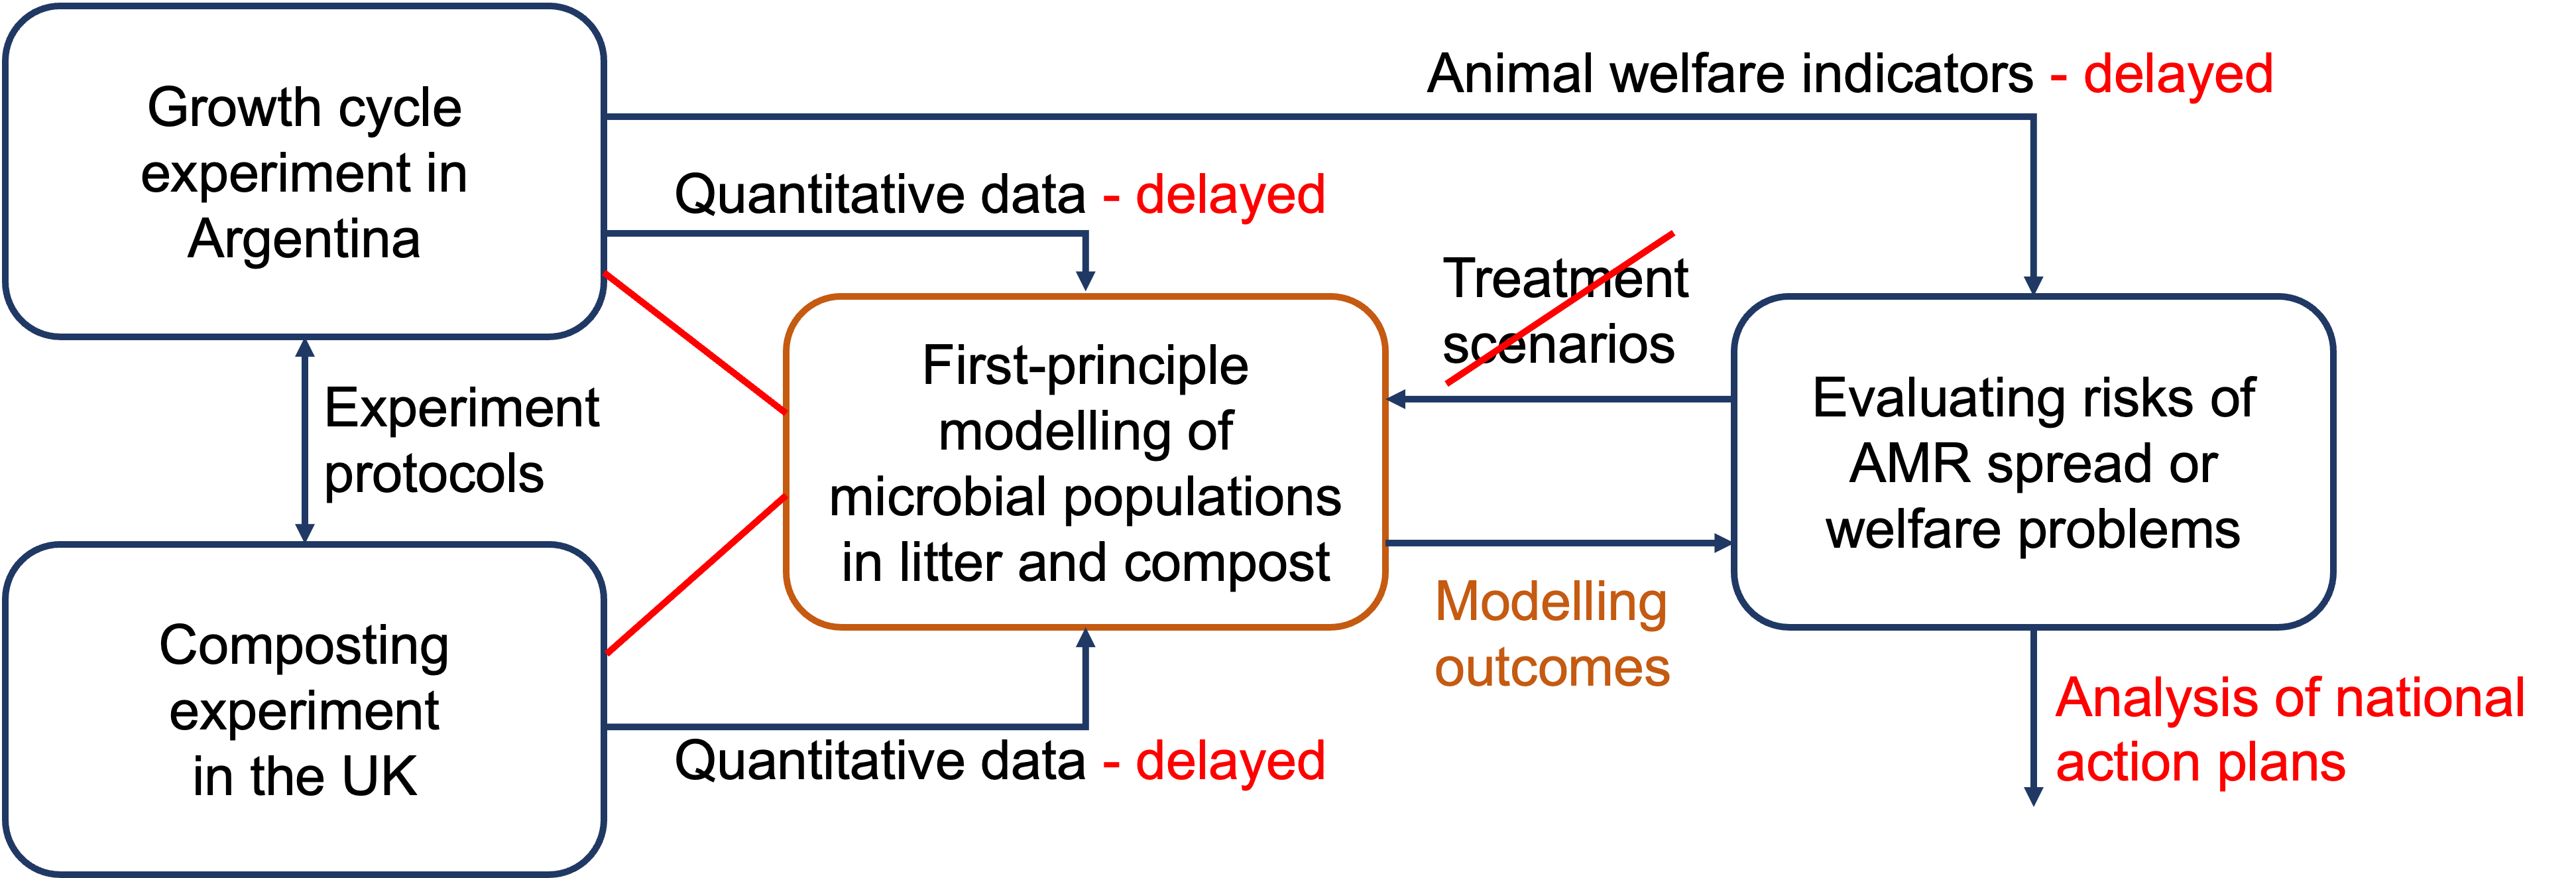 Growth cycle
experiment in
Argentina
Animal welfare indicators - delayed
Quantitative data - delayed
Experiment
protocols
First-principle
modelling of
microbial populations
in litter and compost
Treatment
scenarios
Evaluating risks of
AMR spread or
welfare problems
Modelling
outcomes
Composting
experiment
in the UK
Quantitative data - delayed
Analysis of national
action plans